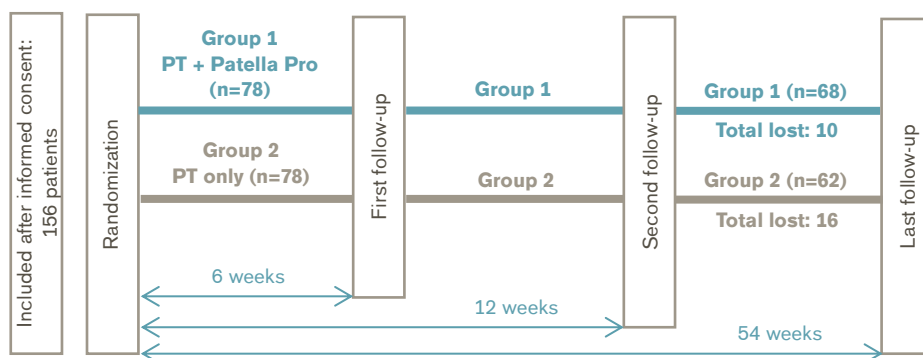 Included after informed consent:
156 patients
Randomization
Group 1
PT + Patella Pro
(n=78)
Group 2
PT only (n=78)
First follow-up
Group 1
Group 2
Second follow-up
Group 1 (n=68)
Total lost: 10
Group 2 (n=62)
Total lost: 16
Last follow-up
6 weeks
12 weeks
54 weeks